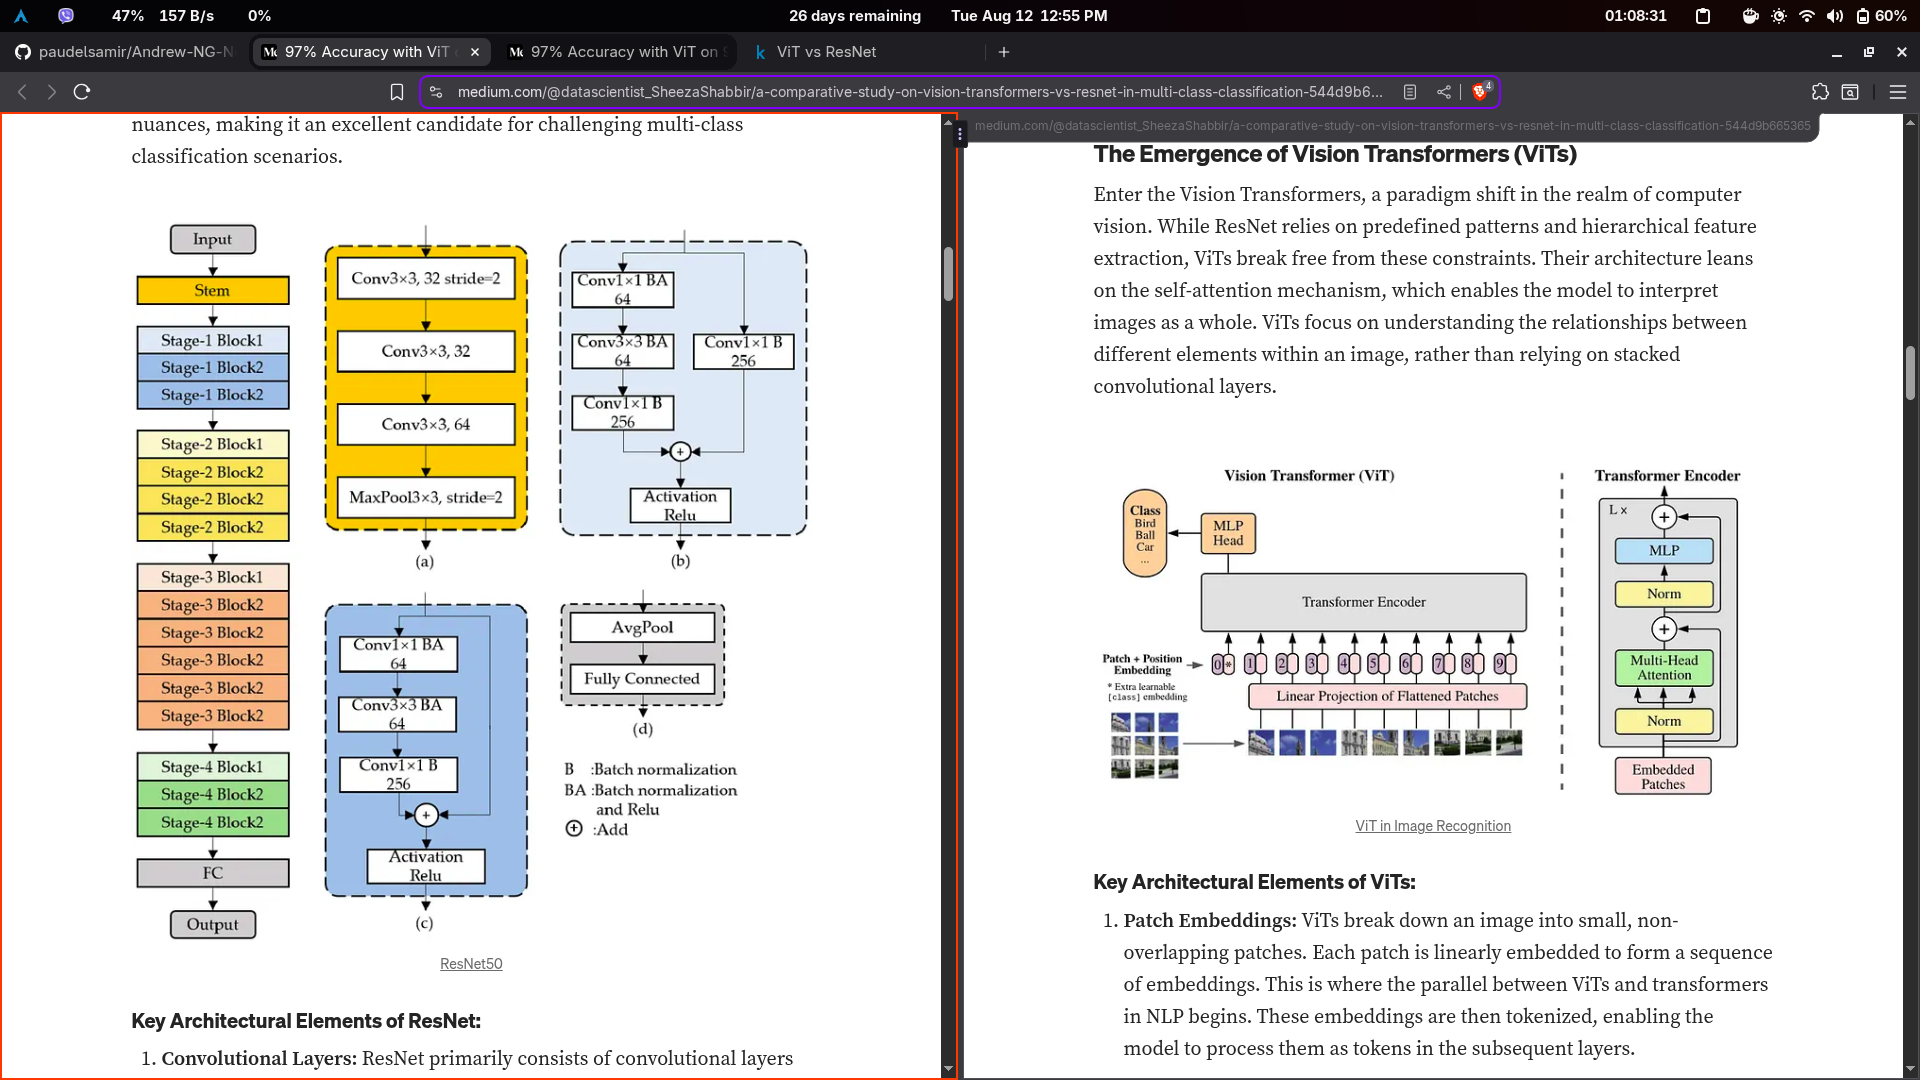 47% 157 B/s 0% 26 days remaining Tue Aug 12 12:55 PM 01:08:31 60%
paudelsamir/Andrew-NG-N 97% Accuracy with ViT 97% Accuracy with ViT on ViT vs ResNet
medium.com/@datascientist_SheezaShabbir/a-comparative-study-on-vision-transformers-vs-resnet-in-multi-class-classification-544d9b6... 4
nuances, making it an excellent candidate for challenging multi-class
classification scenarios.
Input
Stem
Stage-1 Block1
Stage-1 Block2
Stage-1 Block2
Stage-2 Block1
Stage-2 Block2
Stage-2 Block2
Stage-2 Block2
Stage-3 Block1
Stage-3 Block2
Stage-3 Block2
Stage-3 Block2
Stage-3 Block2
Stage-3 Block2
Stage-4 Block1
Stage-4 Block2
Stage-4 Block2
FC
Output
Conv3×3, 32 stride=2
Conv3×3, 32
Conv3×3, 64
MaxPool3×3, stride=2
(a)
Conv1×1 BA
64
Conv3×3 BA
64
Conv1×1 B
256
Conv1×1 B
256
+
Activation
Relu
(b)
Conv1×1 BA
64
Conv3×3 BA
64
Conv1×1 B
256
+
Activation
Relu
(c)
AvgPool
Fully Connected
(d)
B :Batch normalization
BA :Batch normalization
and Relu
+ :Add
ResNet50
Key Architectural Elements of ResNet:
1. Convolutional Layers: ResNet primarily consists of convolutional layers
medium.com/@datascientist_SheezaShabbir/a-comparative-study-on-vision-transformers-vs-resnet-in-multi-class-classification-544d9b665365
The Emergence of Vision Transformers (ViTs)
Enter the Vision Transformers, a paradigm shift in the realm of computer
vision. While ResNet relies on predefined patterns and hierarchical feature
extraction, ViTs break free from these constraints. Their architecture leans
on the self-attention mechanism, which enables the model to interpret
images as a whole. ViTs focus on understanding the relationships between
different elements within an image, rather than relying on stacked
convolutional layers.
Vision Transformer (ViT)
Class
Bird
Ball
Car
...
MLP
Head
Transformer Encoder
Patch + Position
Embedding
* Extra learnable
[class] embedding
0 * 1 2 3 4 5 6 7 8 9
Linear Projection of Flattened Patches
Transformer Encoder
L ×
+
MLP
Norm
+
Multi-Head
Attention
Norm
Embedded
Patches
ViT in Image Recognition
Key Architectural Elements of ViTs:
1. Patch Embeddings: ViTs break down an image into small, non-
overlapping patches. Each patch is linearly embedded to form a sequence
of embeddings. This is where the parallel between ViTs and transformers
in NLP begins. These embeddings are then tokenized, enabling the
model to process them as tokens in the subsequent layers.